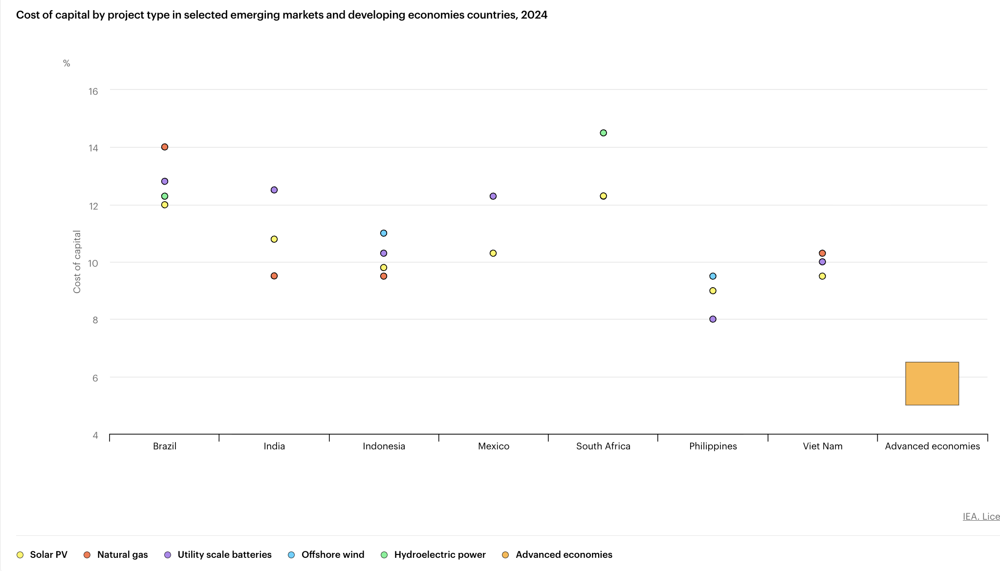 Cost of capital by project type in selected emerging markets and developing economies countries, 2024
%
16
14
12
10
8
6
4
Cost of capital
Brazil India Indonesia Mexico South Africa Philippines Viet Nam Advanced economies
IEA. Lice
Solar PV Natural gas Utility scale batteries Offshore wind Hydroelectric power Advanced economies